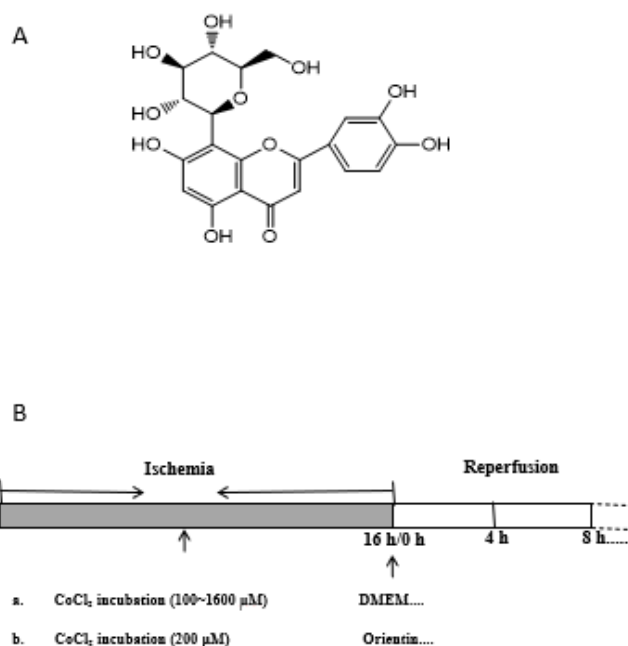 A
OH
HO
OH
HO
O
OH
HO
O
OH
OH
OH
O
B
Ischemia
Reperfusion
16 h/0 h
4 h
8 h......
a. CoCl₂ incubation (100~1600 μM) DMEM....
b. CoCl₂ incubation (200 μM) Orientin....